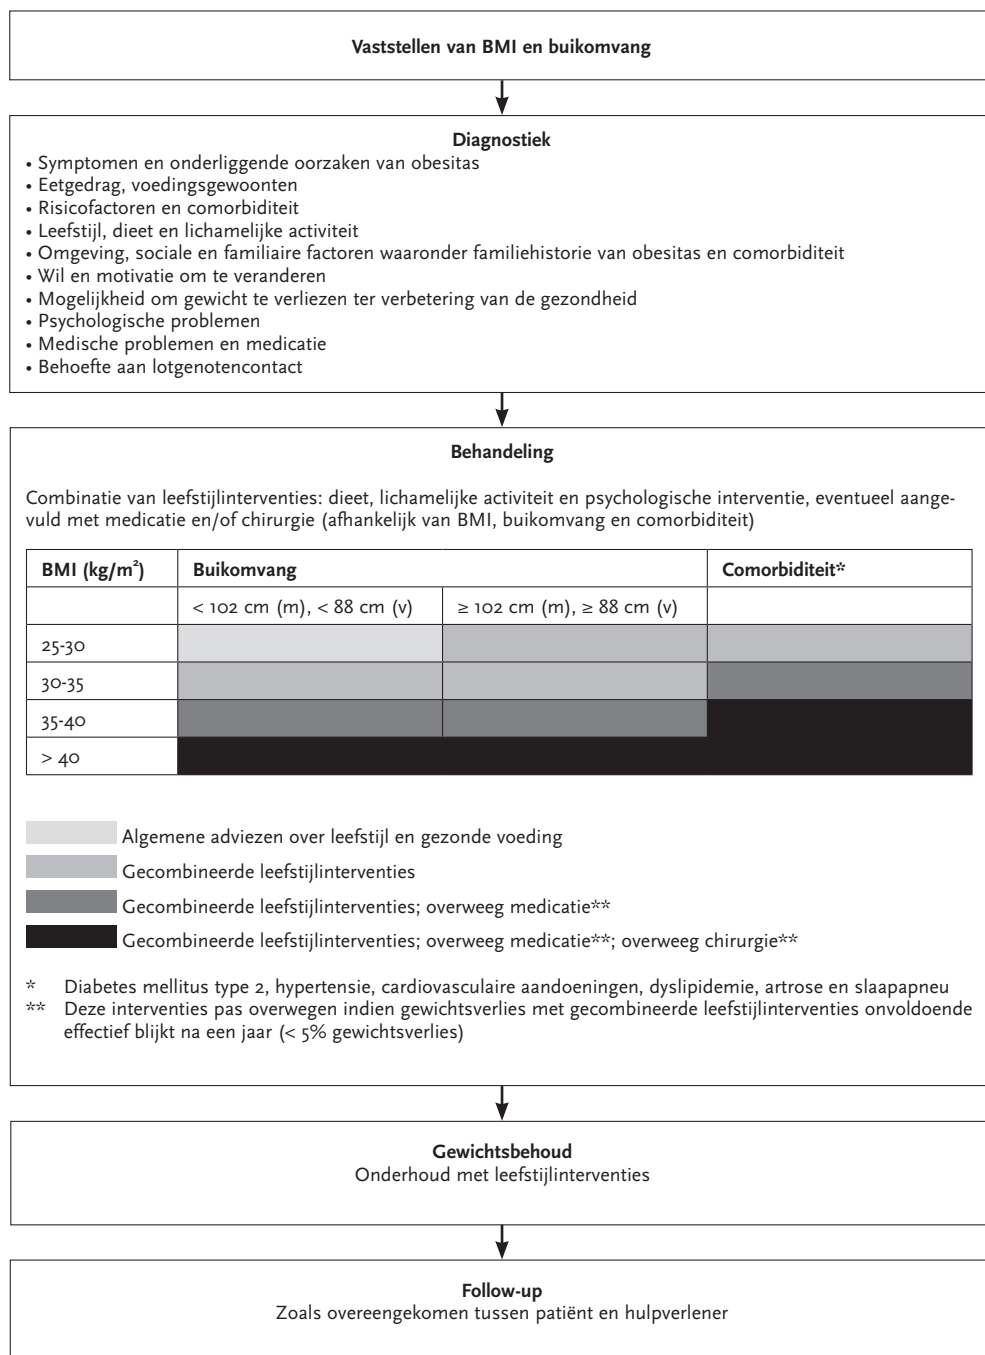 Vaststellen van BMI en buikomvang
Diagnostiek
• Symptomen en onderliggende oorzaken van obesitas
• Eetgedrag, voedingsgewoonten
• Risicofactoren en comorbiditeit
• Leefstijl, dieet en lichamelijke activiteit
• Omgeving, sociale en familiaire factoren waaronder familiehistorie van obesitas en comorbiditeit
• Wil en motivatie om te veranderen
• Mogelijkheid om gewicht te verliezen ter verbetering van de gezondheid
• Psychologische problemen
• Medische problemen en medicatie
• Behoefte aan lotgenotencontact
Behandeling
Combinatie van leefstijlinterventies: dieet, lichamelijke activiteit en psychologische interventie, eventueel aange-
vuld met medicatie en/of chirurgie (afhankelijk van BMI, buikomvang en comorbiditeit)
BMI (kg/m²) Buikomvang Comorbiditeit*
< 102 cm (m), < 88 cm (v) ≥ 102 cm (m), ≥ 88 cm (v)
25-30
30-35
35-40
> 40
Algemene adviezen over leefstijl en gezonde voeding
Gecombineerde leefstijlinterventies
Gecombineerde leefstijlinterventies; overweeg medicatie**
Gecombineerde leefstijlinterventies; overweeg medicatie**; overweeg chirurgie**
* Diabetes mellitus type 2, hypertensie, cardiovasculaire aandoeningen, dyslipidemie, artrose en slaapapneu
** Deze interventies pas overwegen indien gewichtsverlies met gecombineerde leefstijlinterventies onvoldoende
effectief blijkt na een jaar (< 5% gewichtsverlies)
Gewichtsbehoud
Onderhoud met leefstijlinterventies
Follow-up
Zoals overeengekomen tussen patiënt en hulpverlener